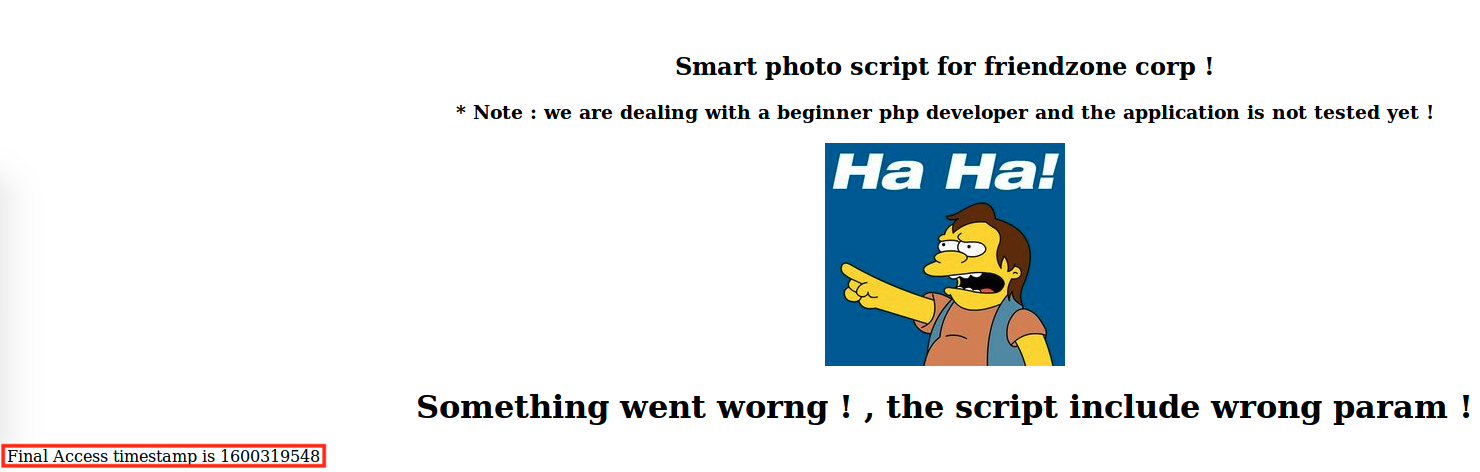 Smart photo script for friendzone corp !
* Note : we are dealing with a beginner php developer and the application is not tested yet !
Ha Ha!
Something went worng ! , the script include wrong param !
Final Access timestamp is 1600319548